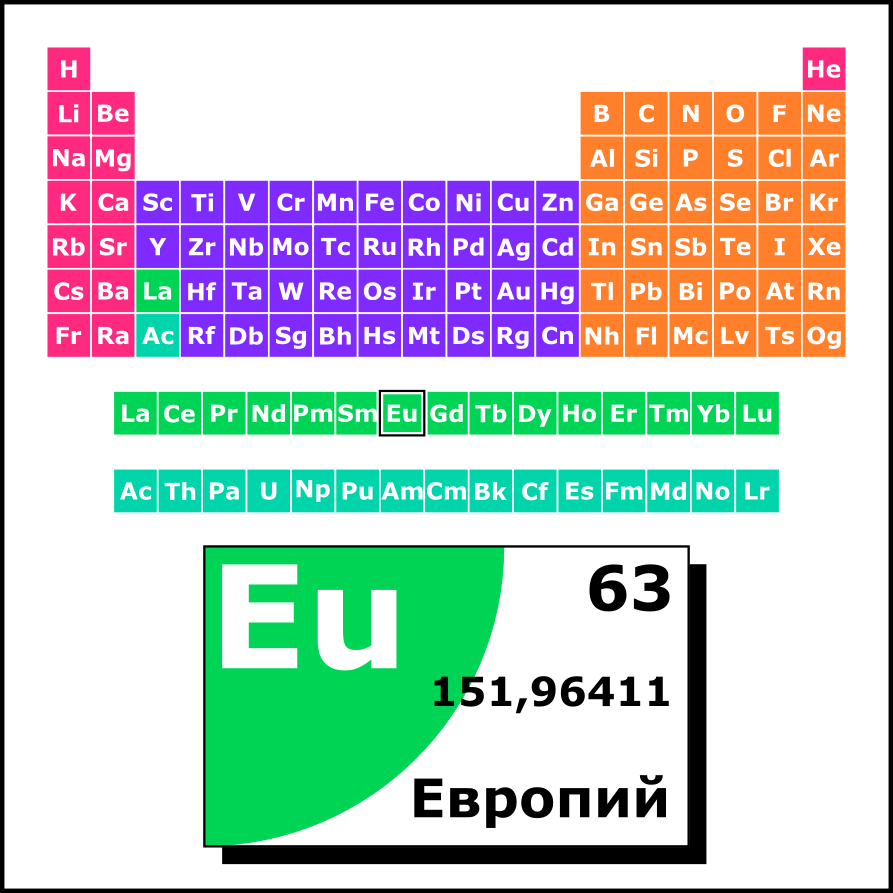 H He
Li Be B C N O F Ne
Na Mg Al Si P S Cl Ar
K Ca Sc Ti V Cr Mn Fe Co Ni Cu Zn Ga Ge As Se Br Kr
Rb Sr Y Zr Nb Mo Tc Ru Rh Pd Ag Cd In Sn Sb Te I Xe
Cs Ba La Hf Ta W Re Os Ir Pt Au Hg Tl Pb Bi Po At Rn
Fr Ra Ac Rf Db Sg Bh Hs Mt Ds Rg Cn Nh Fl Mc Lv Ts Og
La Ce Pr Nd Pm Sm Eu Gd Tb Dy Ho Er Tm Yb Lu
Ac Th Pa U Np Pu Am Cm Bk Cf Es Fm Md No Lr
Eu 63
151,96411
Европий